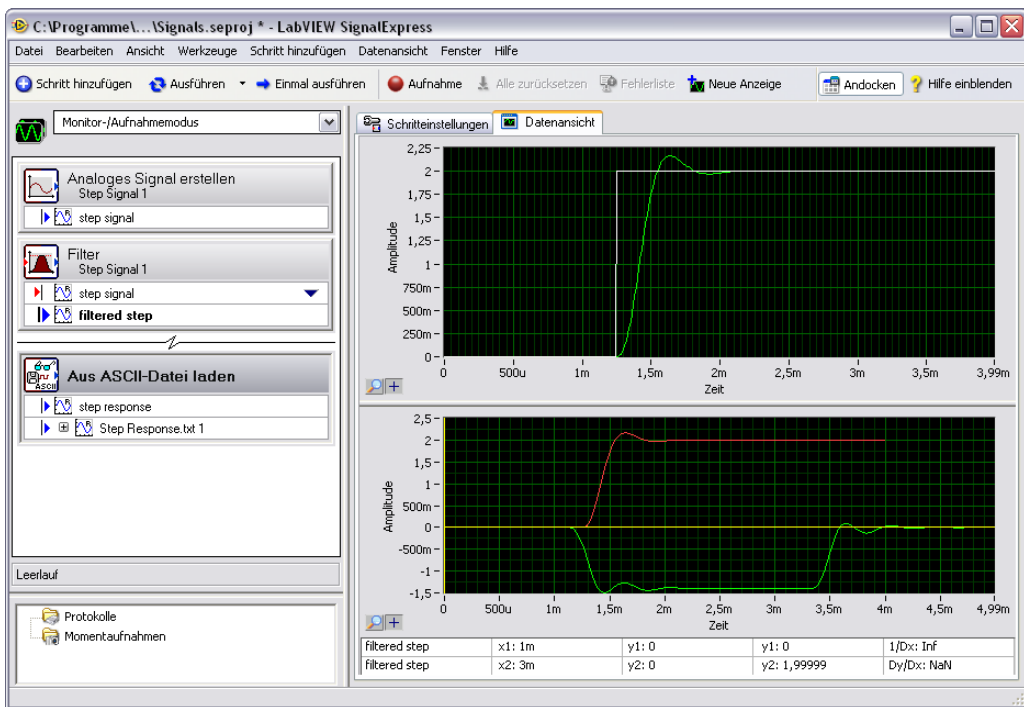 C:\Programme\...\Signals.seproj * - LabVIEW SignalExpress
Datei Bearbeiten Ansicht Werkzeuge Schritt hinzufügen Datenansicht Fenster Hilfe
Schritt hinzufügen Ausführen Einmal ausführen Aufnahme Alle zurücksetzen Fehlerliste Neue Anzeige Andocken Hilfe einblenden
Monitor-/Aufnahmemodus
Analoges Signal erstellen
Step Signal 1
step signal
Filter
Step Signal 1
step signal
filtered step
ASCII
Aus ASCII-Datei laden
step response
Step Response.txt 1
Leerlauf
Protokolle
Momentaufnahmen
Schritteinstellungen Datenansicht
2,25
2
1,75
1,5
1,25
1
750m
500m
250m
0
Amplitude
0 500u 1m 1,5m 2m 2,5m 3m 3,5m 3,99m
Zeit
2,5
2
1,5
1
500m
0
-500m
-1
-1,5
Amplitude
0 500u 1m 1,5m 2m 2,5m 3m 3,5m 4m 4,5m 4,99m
Zeit
filtered step x1: 1m y1: 0 y1: 0 1/Dx: Inf
filtered step x2: 3m y2: 0 y2: 1,99999 Dy/Dx: NaN